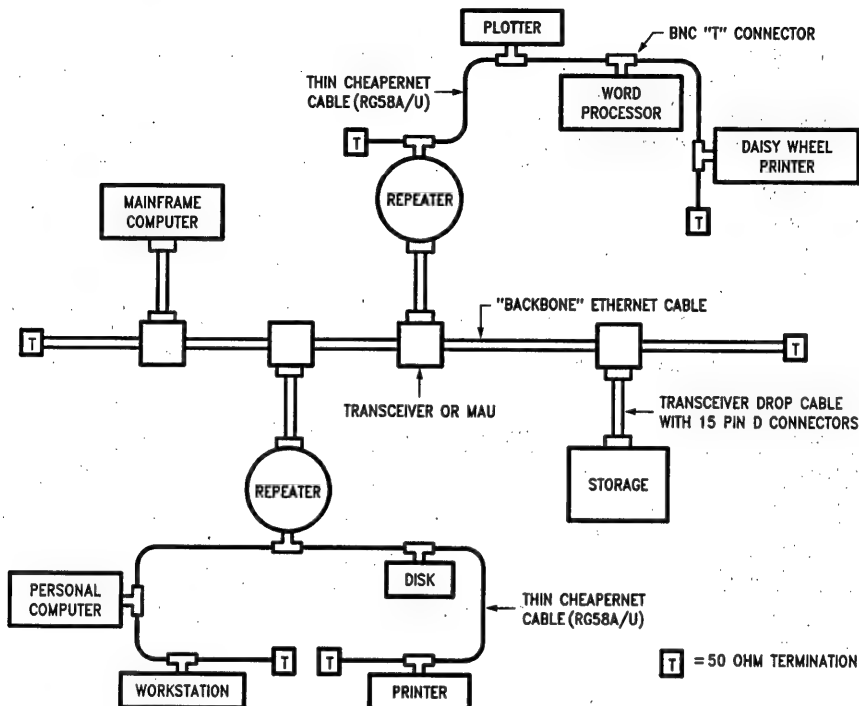 PLOTTER
BNC "T" CONNECTOR
THIN CHEAPERNET
CABLE (RG58A/U)
WORD
PROCESSOR
T
DAISY WHEEL
PRINTER
MAINFRAME
COMPUTER
REPEATER
T
"BACKBONE" ETHERNET CABLE
T
T
TRANSCEIVER OR MAU
TRANSCEIVER DROP CABLE
WITH 15 PIN D CONNECTORS
REPEATER
STORAGE
PERSONAL
COMPUTER
DISK
THIN CHEAPERNET
CABLE (RG58A/U)
T
T
T = 50 OHM TERMINATION
WORKSTATION
PRINTER